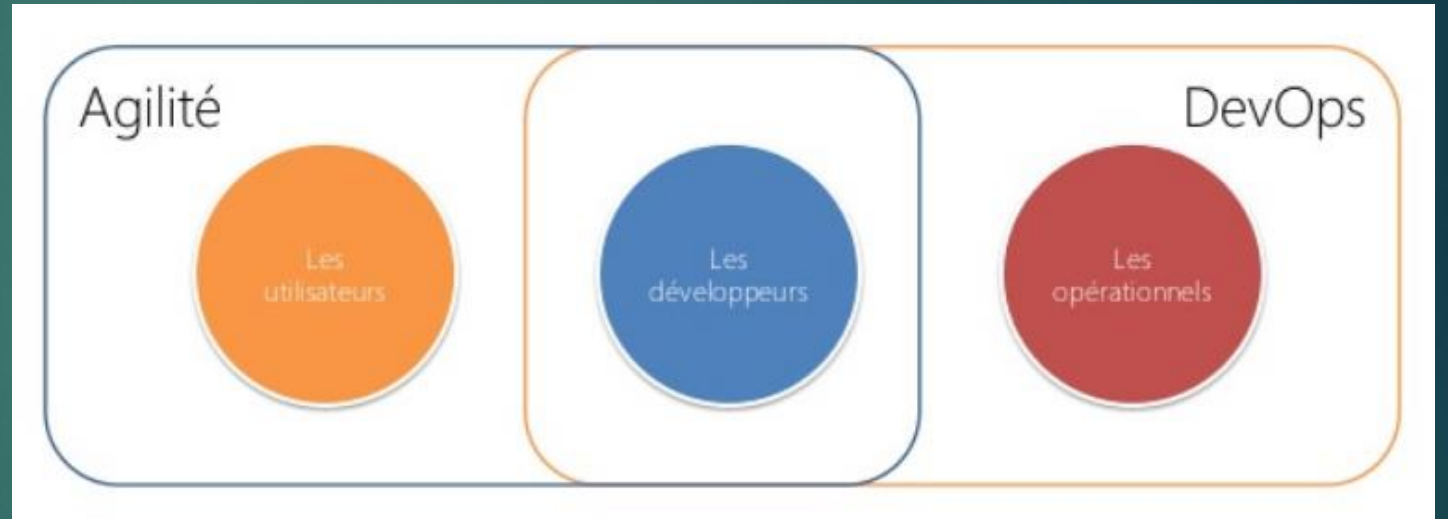 Agilité
DevOps
Les
utilisateurs
Les
développeurs
Les
opérationnels